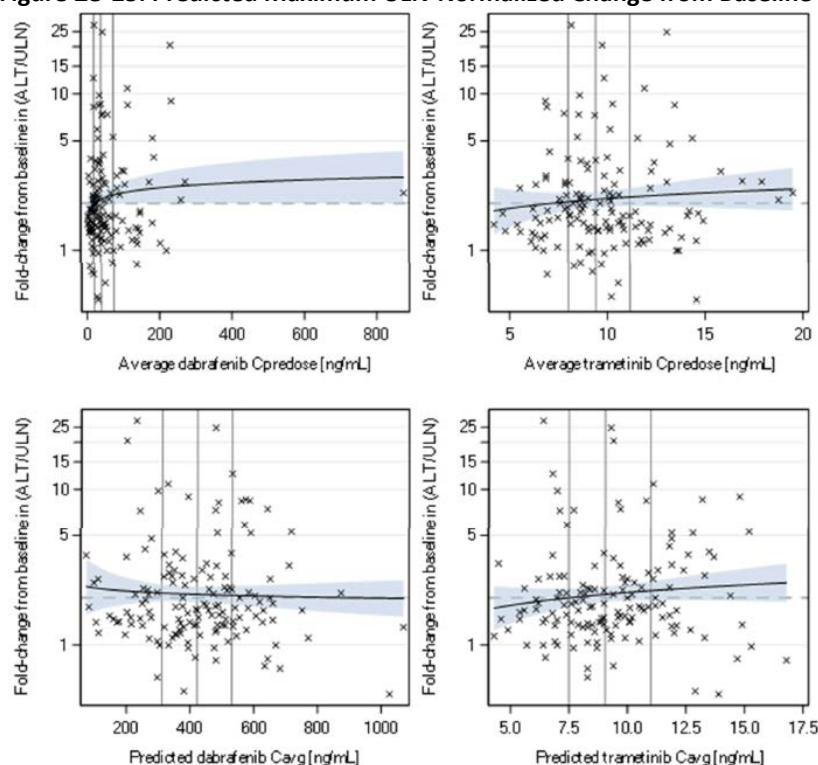 Figure 23-23: Predicted Maximum ULN-Normalized Change from Baseline
Fold-change from baseline in (ALT/ULN)
25
15
10
5
1
0 200 400 600 800
Average dabrafenib Cpredose [ng/mL]
Fold-change from baseline in (ALT/ULN)
25
15
10
5
1
5 10 15 20
Average trametinib Cpredose [ng/mL]
Fold-change from baseline in (ALT/ULN)
25
15
10
5
1
200 400 600 800 1000
Predicted dabrafenib Cavg [ng/mL]
Fold-change from baseline in (ALT/ULN)
25
15
10
5
1
5.0 7.5 10.0 12.5 15.0 17.5
Predicted trametinib Cavg [ng/mL]